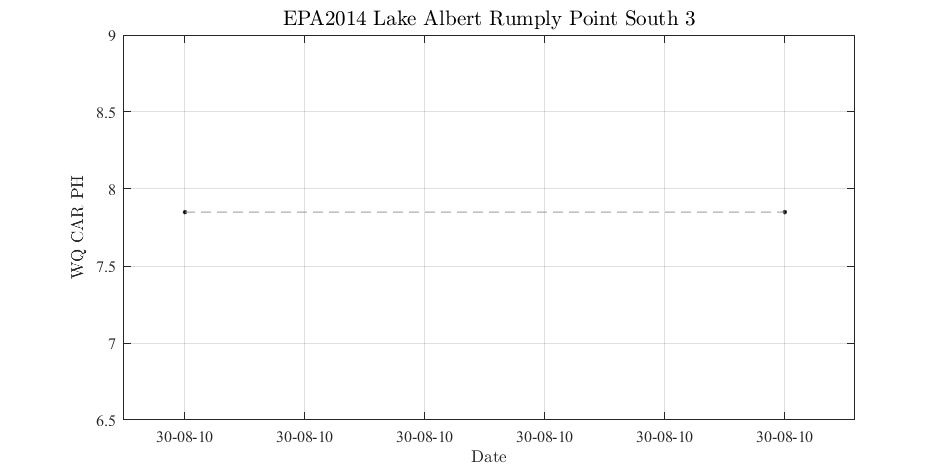 EPA2014 Lake Albert Rumply Point South 3
9
8.5
8
7.5
7
6.5
WQ CAR PH
30-08-10 30-08-10 30-08-10 30-08-10 30-08-10 30-08-10
Date